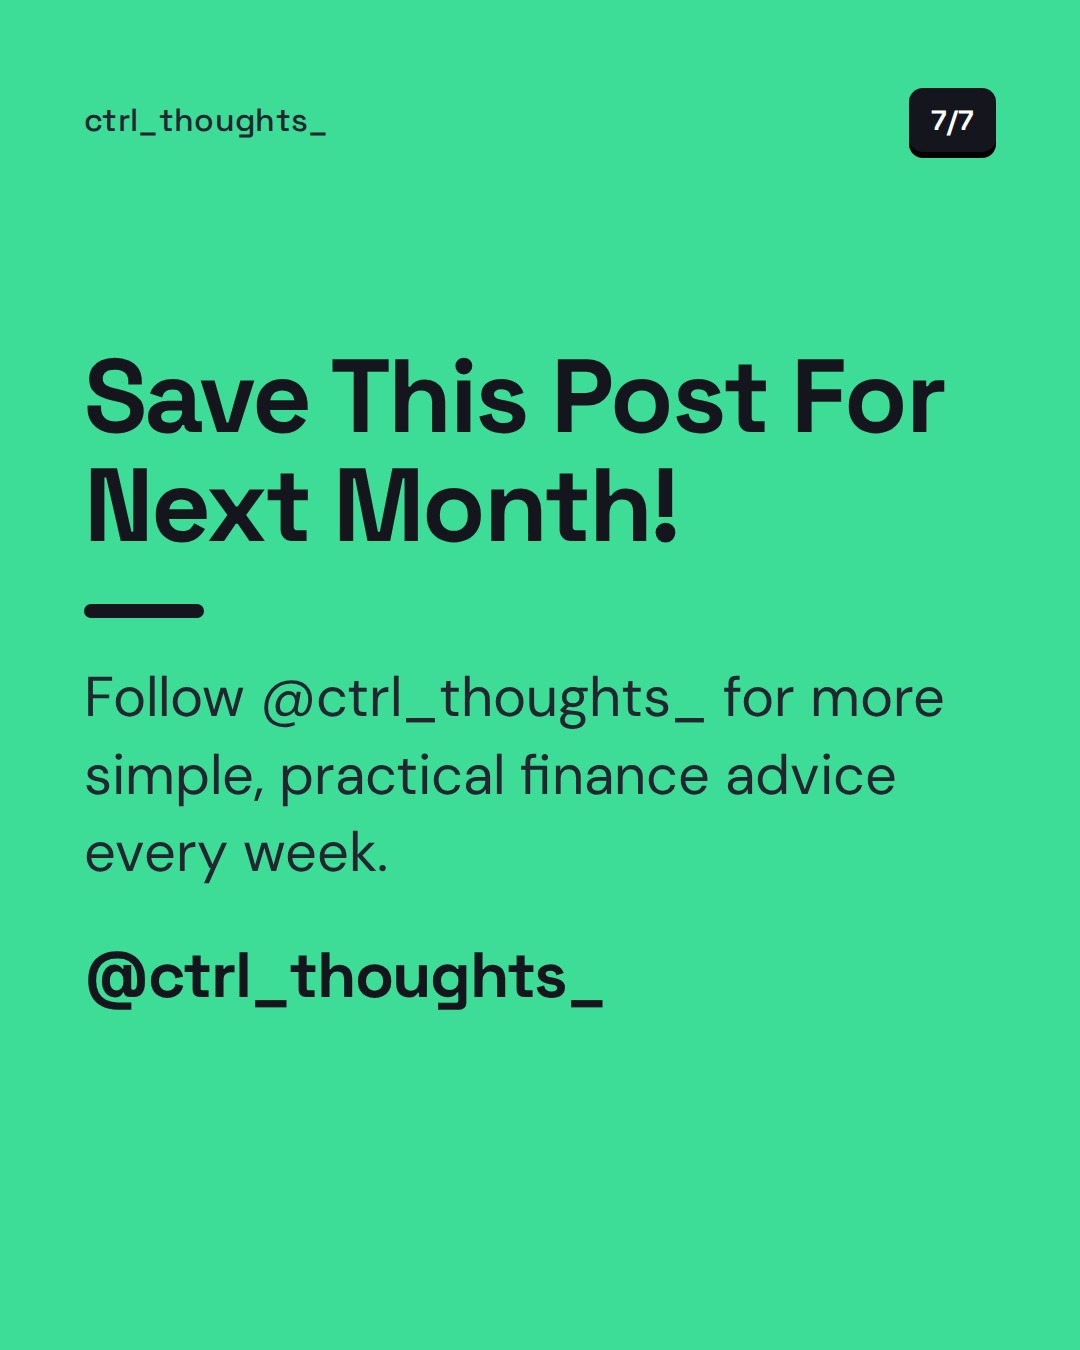 ctrl_thoughts_
7/7
Save This Post For
Next Month!
Follow @ctrl_thoughts_ for more
simple, practical finance advice
every week.
@ctrl_thoughts_